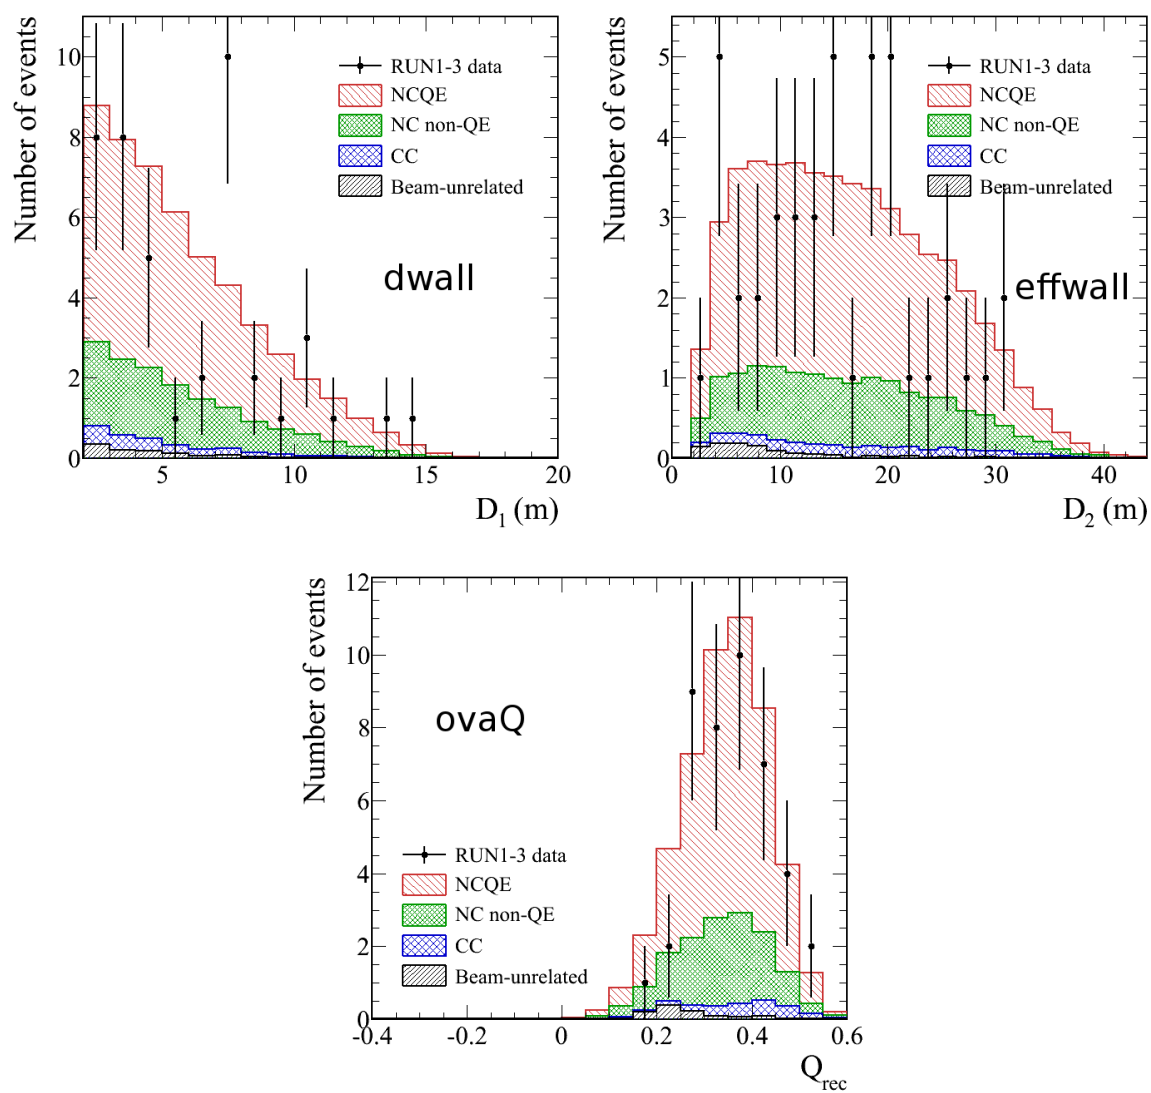 Number of events
10
8
6
4
2
0
RUN1-3 data
NCQE
NC non-QE
CC
Beam-unrelated
dwall
5 10 15 20
D1 (m)
Number of events
5
4
3
2
1
0
RUN1-3 data
NCQE
NC non-QE
CC
Beam-unrelated
effwall
0 10 20 30 40
D2 (m)
Number of events
12
10
8
6
4
2
0
ovaQ
RUN1-3 data
NCQE
NC non-QE
CC
Beam-unrelated
-0.4 -0.2 0 0.2 0.4 0.6
Qrec